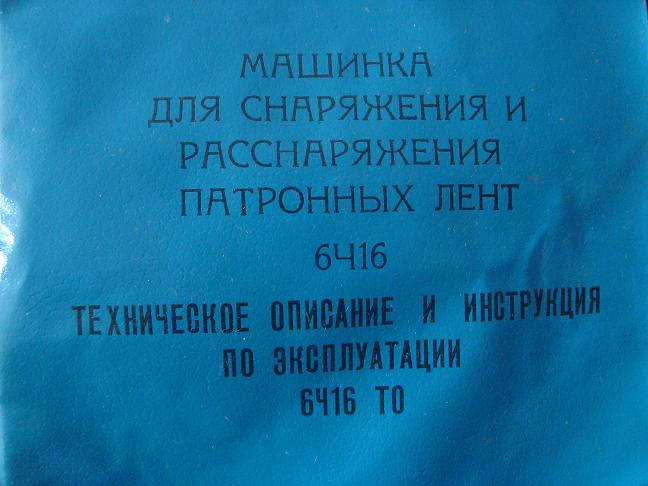 МАШИНКА
ДЛЯ СНАРЯЖЕНИЯ И
РАССНАРЯЖЕНИЯ
ПАТРОННЫХ ЛЕНТ
6Ч16
ТЕХНИЧЕСКОЕ ОПИСАНИЕ И ИНСТРУКЦИЯ
ПО ЭКСПЛУАТАЦИИ
6Ч16 ТО